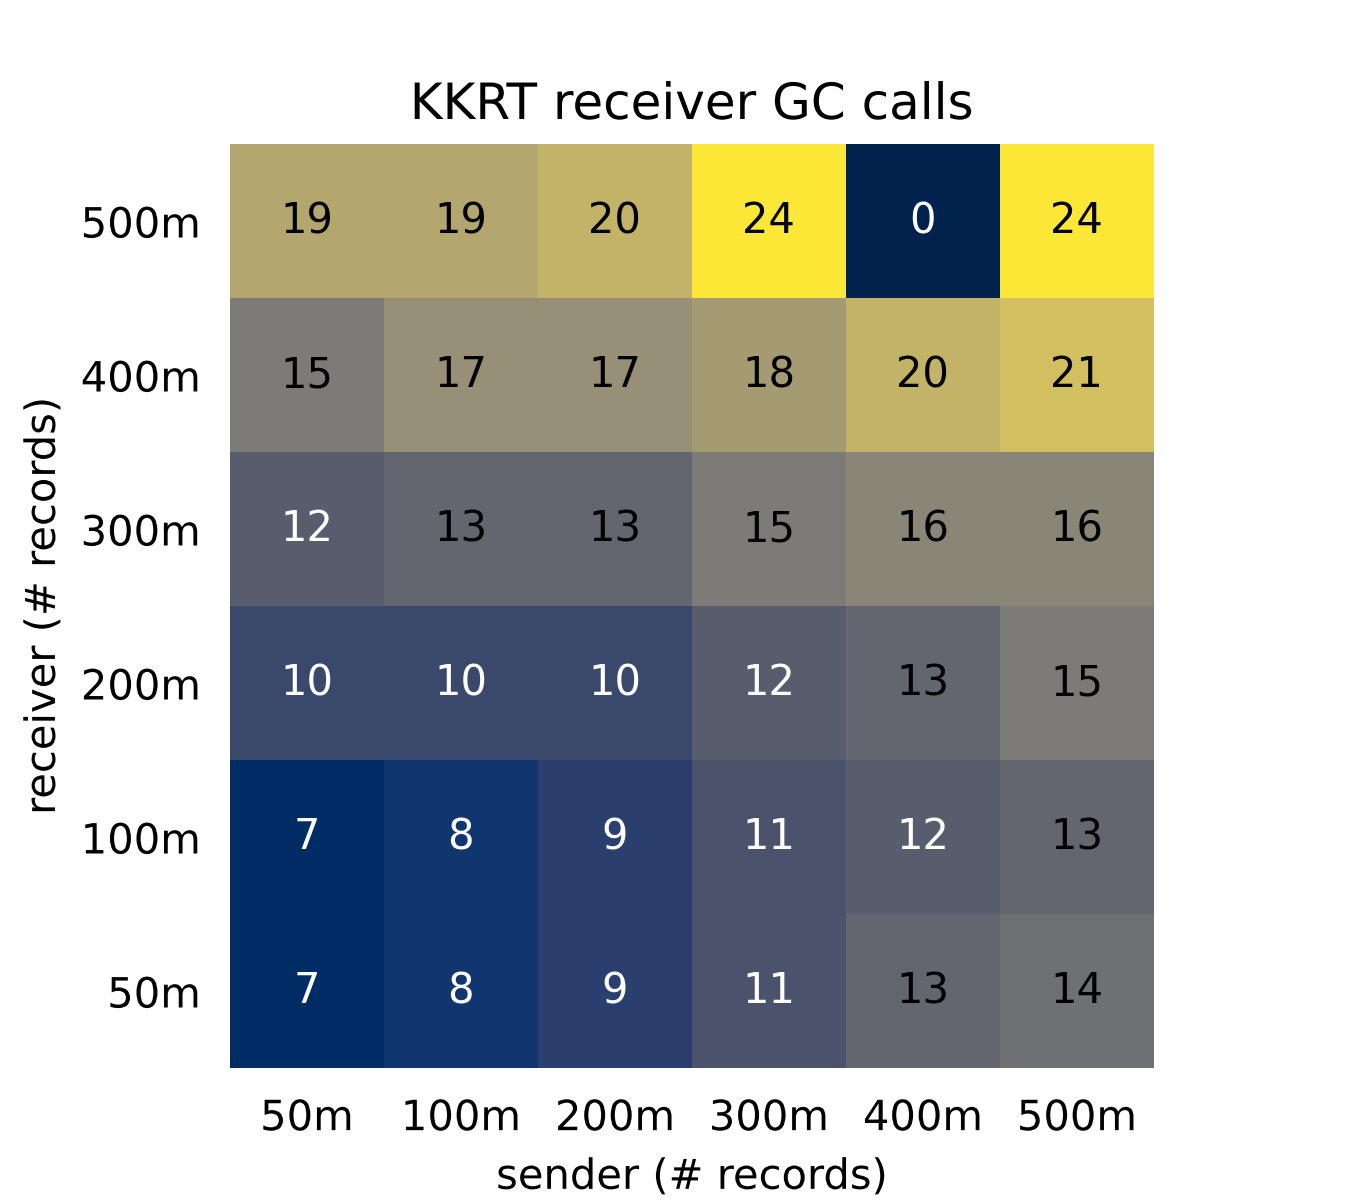 KKRT receiver GC calls
receiver (# records)
500m 19 19 20 24 0 24
400m 15 17 17 18 20 21
300m 12 13 13 15 16 16
200m 10 10 10 12 13 15
100m 7 8 9 11 12 13
50m 7 8 9 11 13 14
50m 100m 200m 300m 400m 500m
sender (# records)